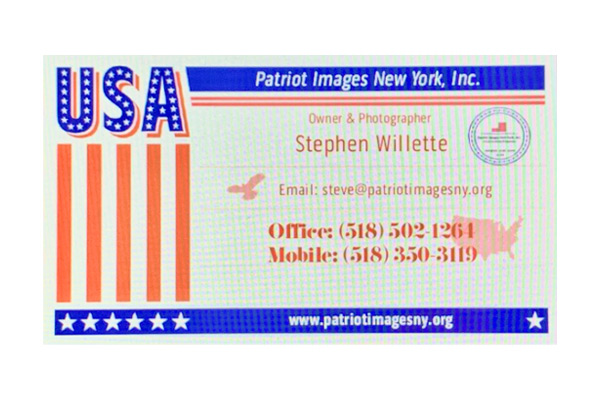 USA
Patriot Images New York, Inc.
Owner & Photographer
Stephen Willette
Email: steve@patriotimagesny.org
Office: (518) 502-1264
Mobile: (518) 350-3119
www.patriotimagesny.org